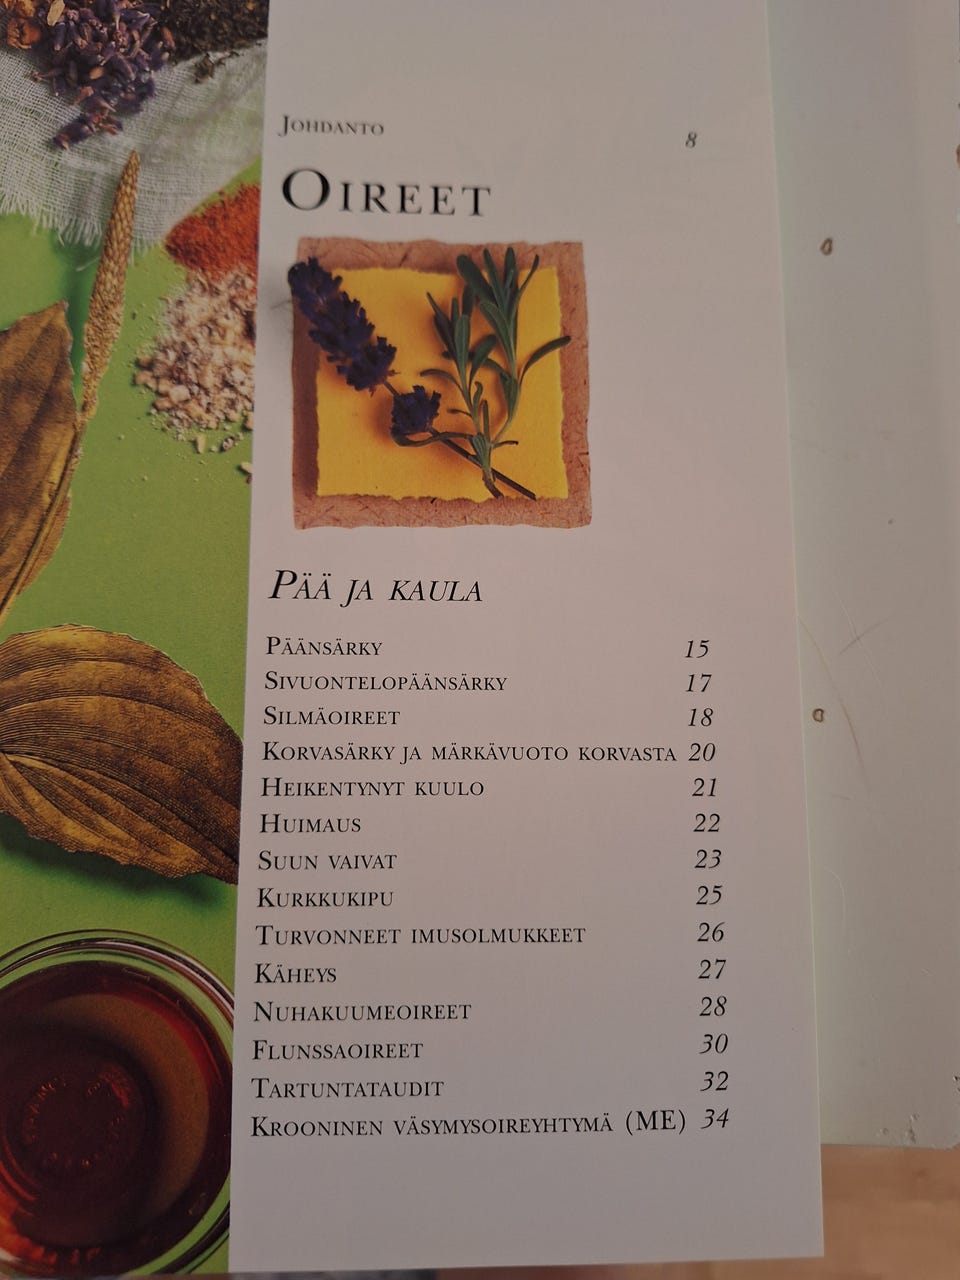 Johdanto 8
Oireet
Pää ja kaula
Päänsärky 15
Sivuontelopäänsärky 17
Silmäoireet 18
Korvasärky ja märkävuoto korvasta 20
Heikentynyt kuulo 21
Huimaus 22
Suun vaivat 23
Kurkkukipu 25
Turvonneet imusolmukkeet 26
Käheys 27
Nuhakuumeoireet 28
Flunssaoireet 30
Tartuntataudit 32
Krooninen väsymysoireyhtymä (ME) 34